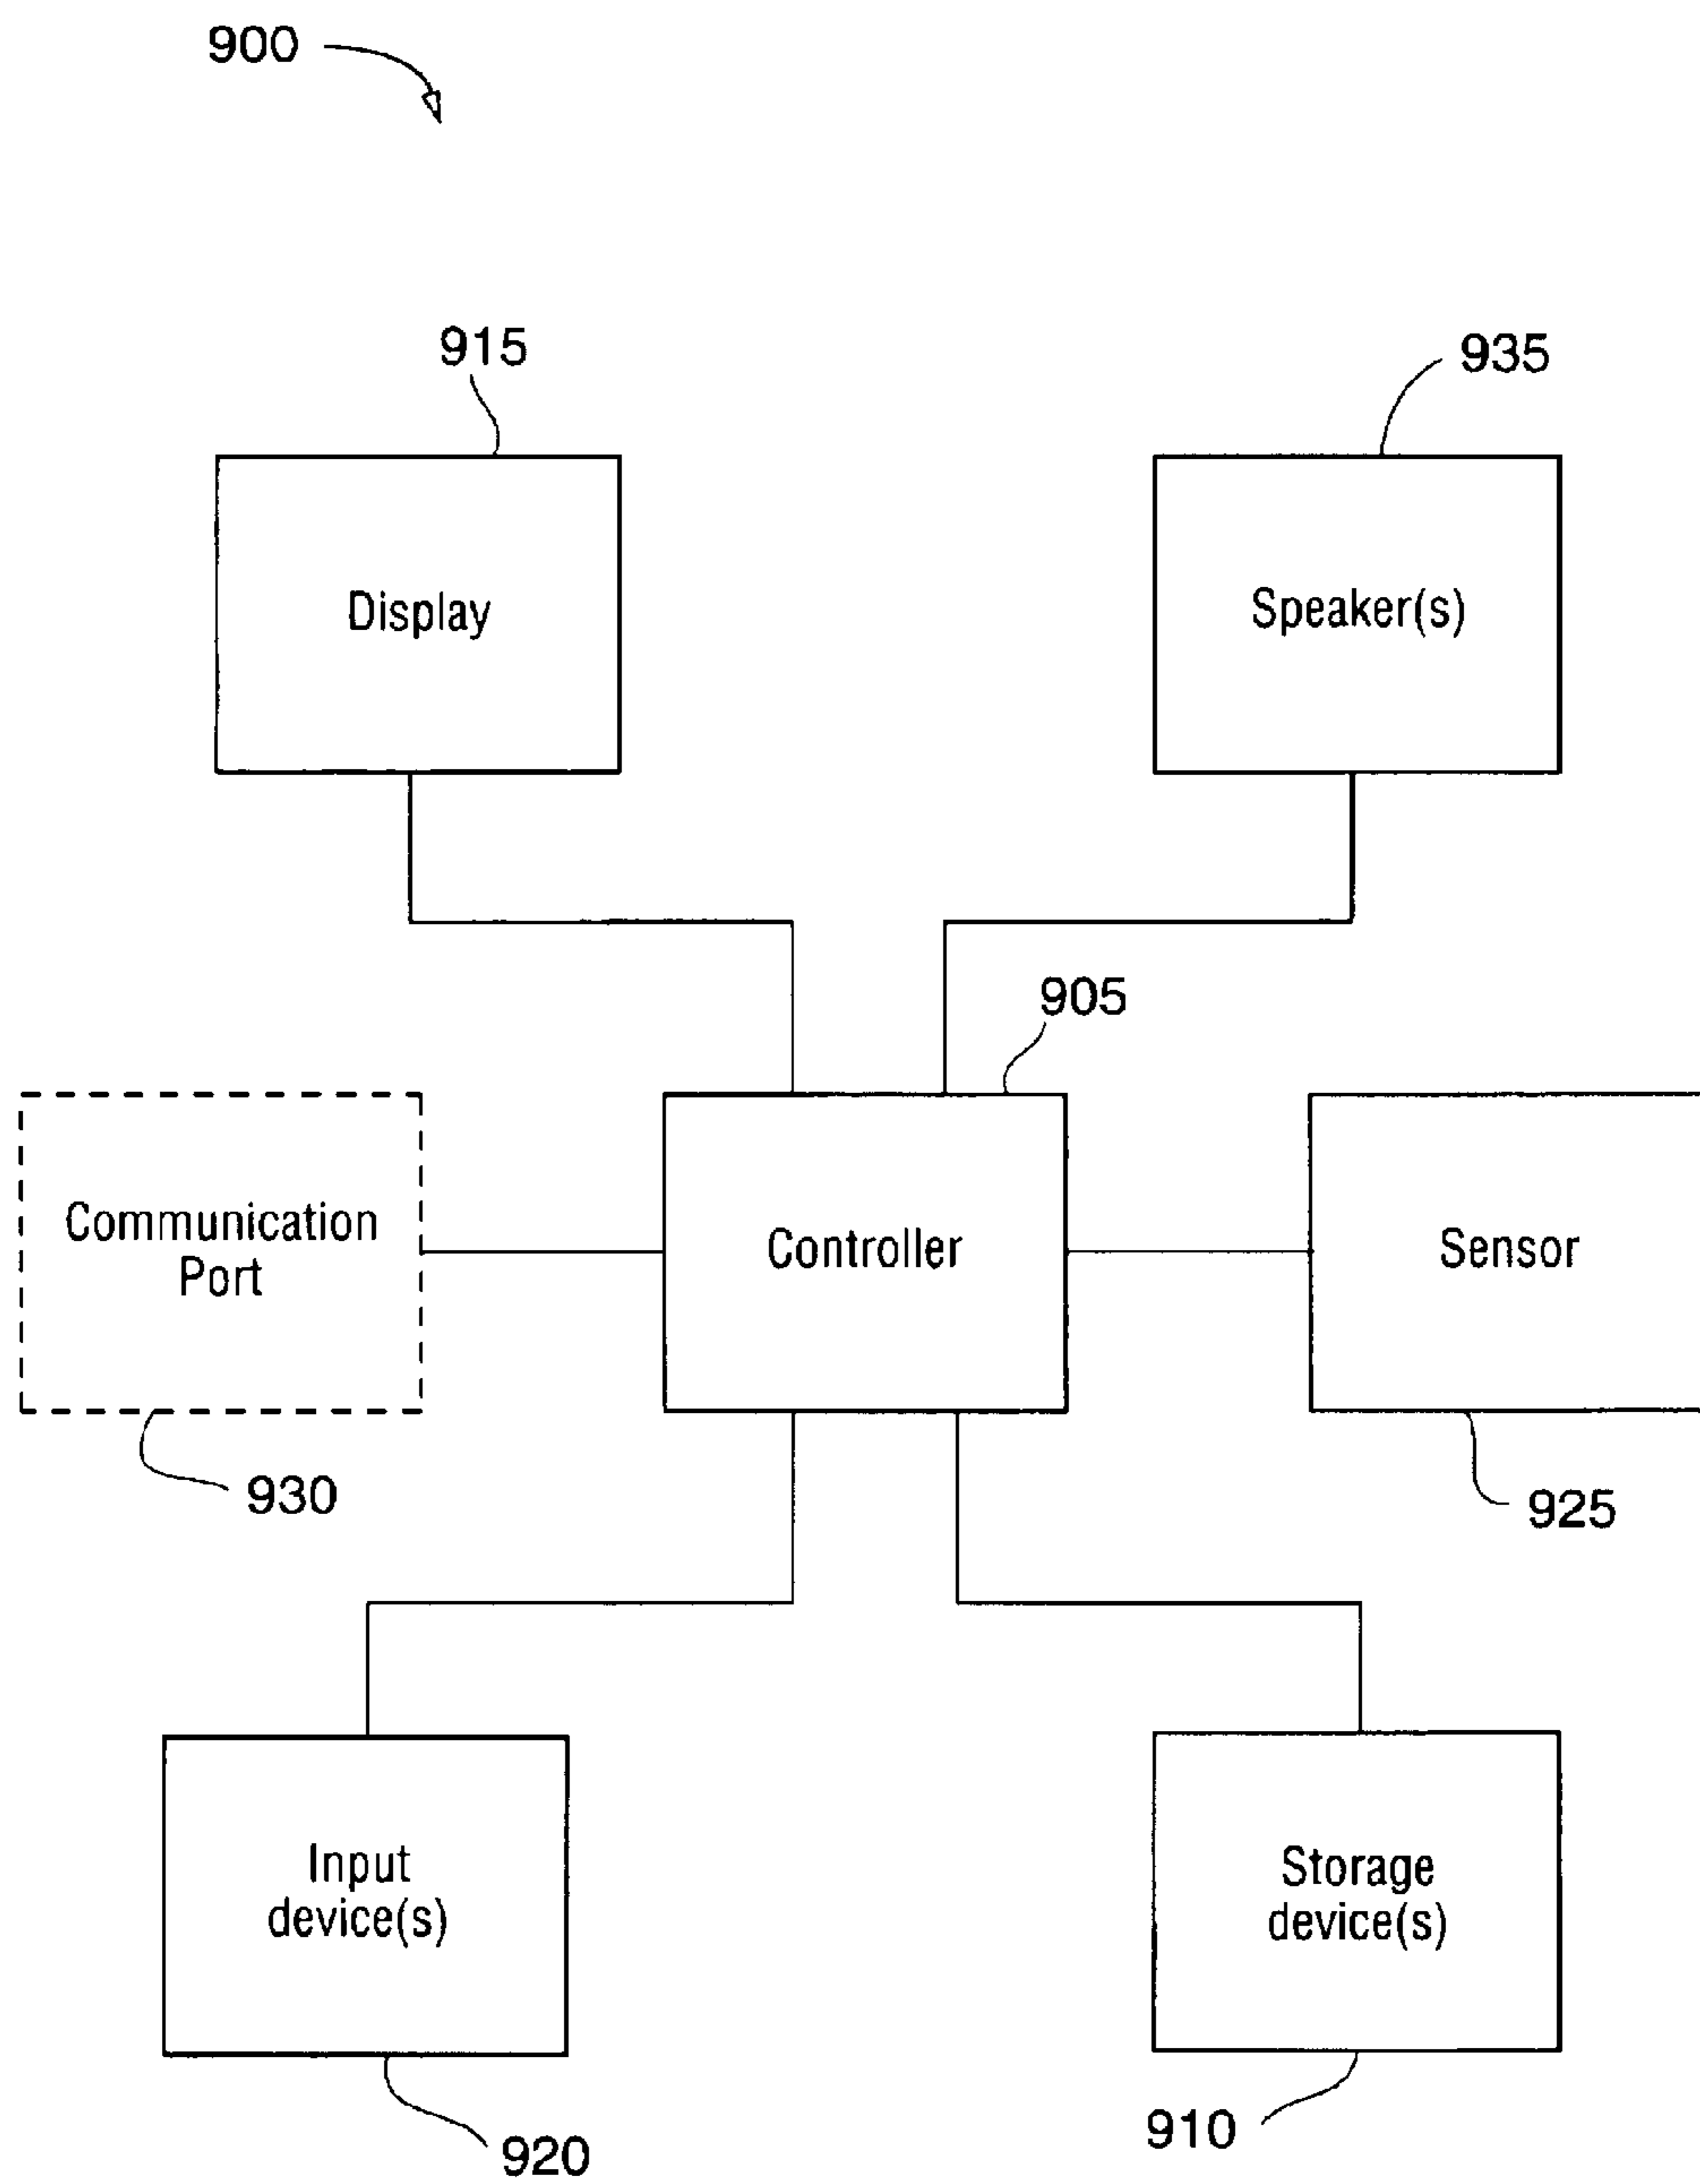 900
915
935
Display
Speaker(s)
905
Communication
Port
Controller
Sensor
930
925
Input
device(s)
Storage
device(s)
920
910